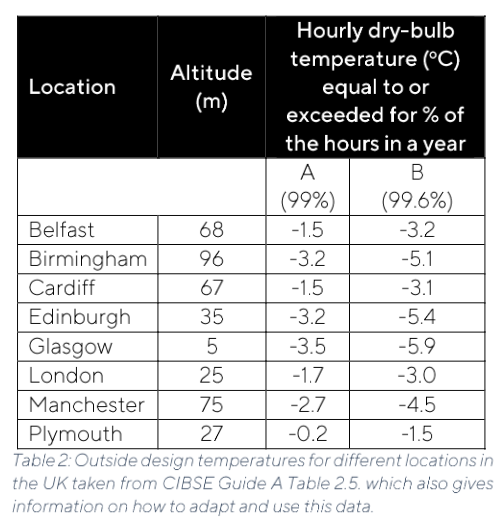 Location Altitude (m) Hourly dry-bulb temperature (°C) equal to or exceeded for % of the hours in a year
A (99%) B (99.6%)
Belfast 68 -1.5 -3.2
Birmingham 96 -3.2 -5.1
Cardiff 67 -1.5 -3.1
Edinburgh 35 -3.2 -5.4
Glasgow 5 -3.5 -5.9
London 25 -1.7 -3.0
Manchester 75 -2.7 -4.5
Plymouth 27 -0.2 -1.5
Table 2: Outside design temperatures for different locations in
the UK taken from CIBSE Guide A Table 2.5. which also gives
information on how to adapt and use this data.